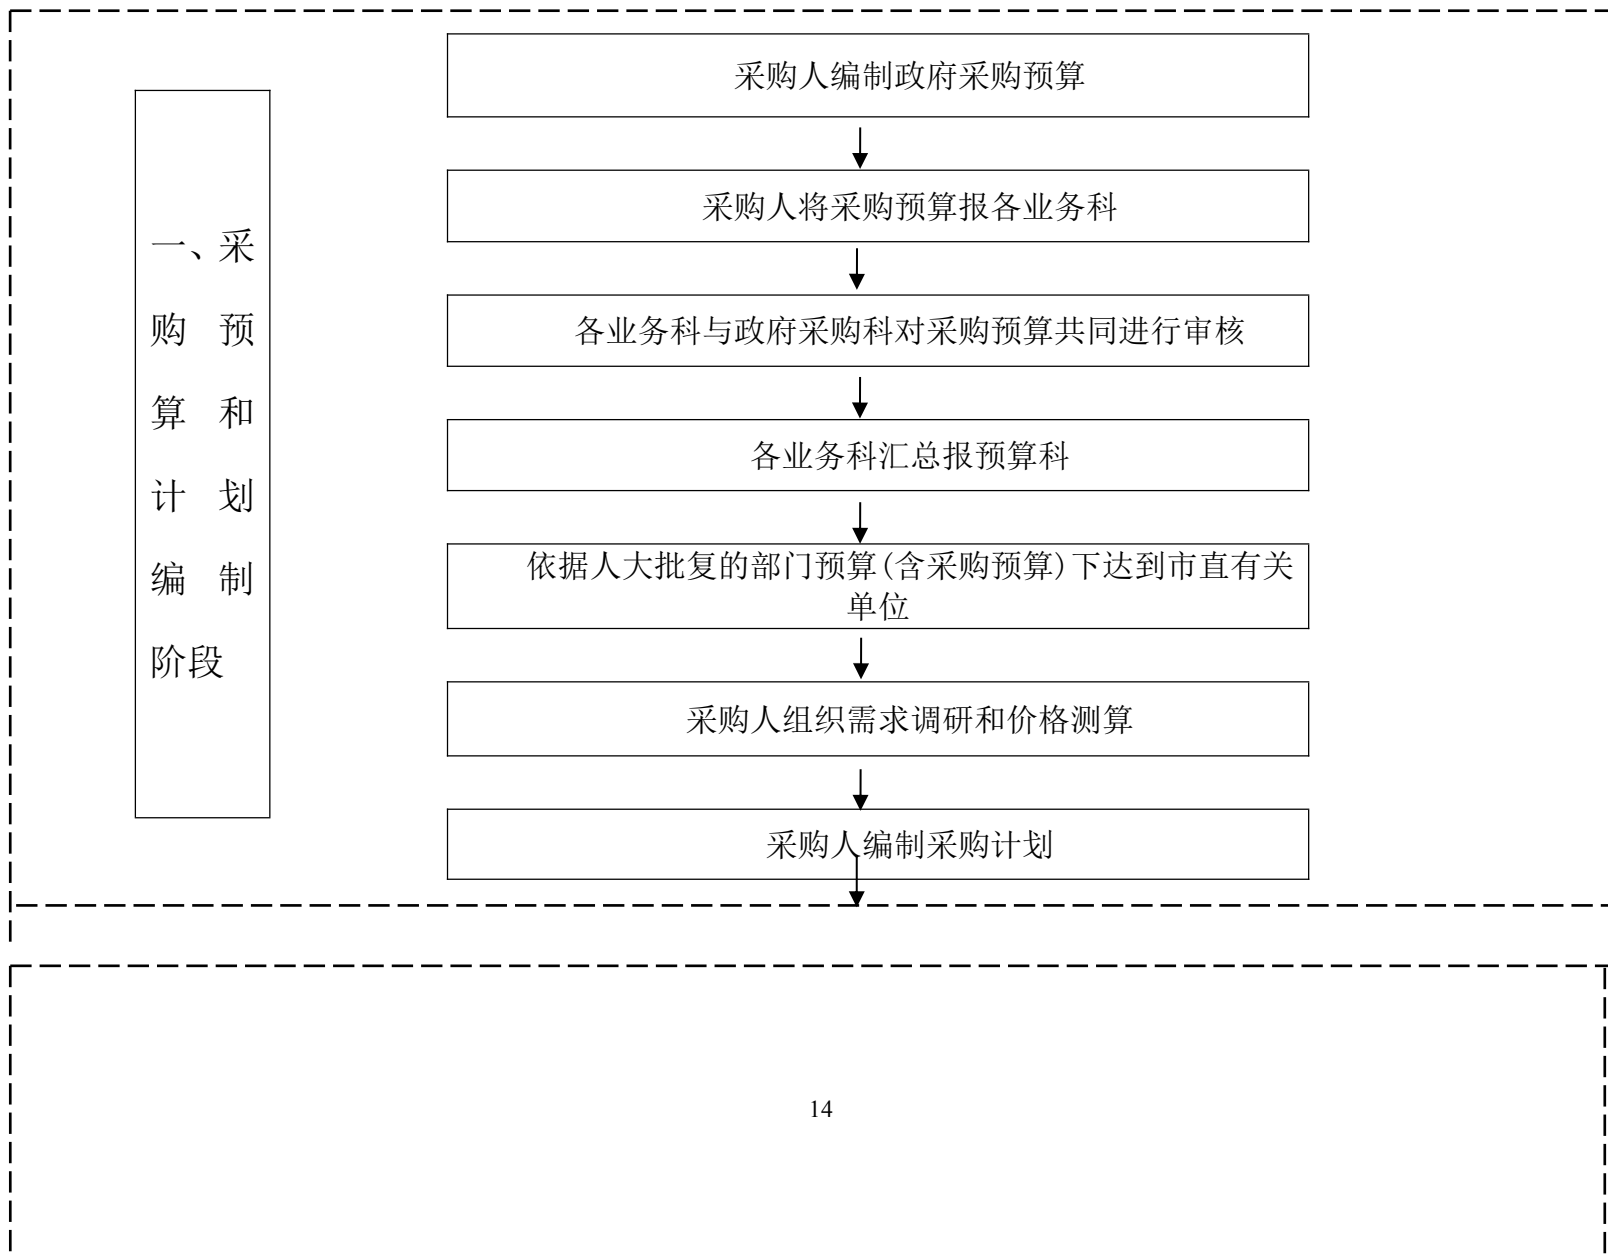 采购人编制政府采购预算
采购人将采购预算报各业务科
各业务科与政府采购科对采购预算共同进行审核
各业务科汇总报预算科
依据人大批复的部门预算(含采购预算)下达到市直有关
单位
采购人组织需求调研和价格测算
采购人编制采购计划
一、采
购预
算和
计划
编制
阶段
14